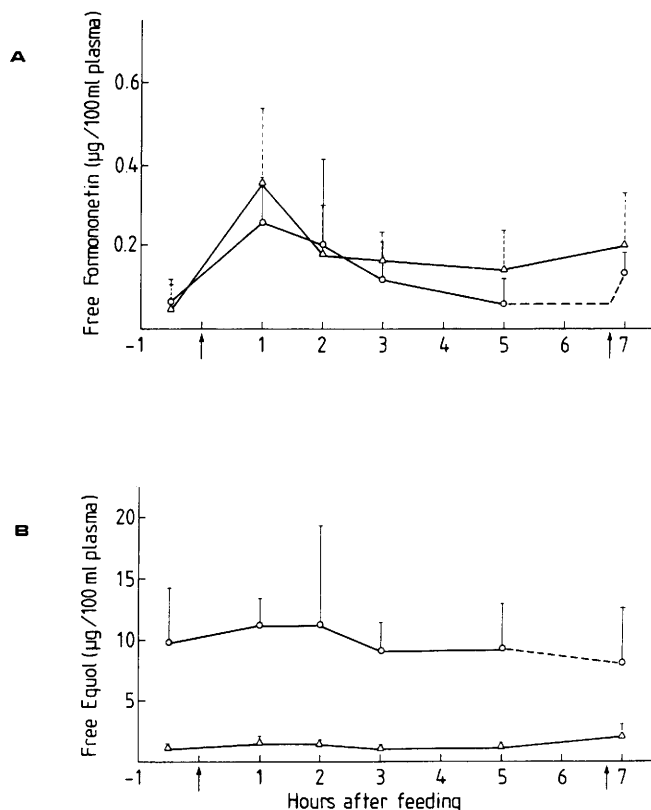 A
Free Formononetin (µg/100ml plasma)
0.6
0.4
0.2
-1 1 2 3 4 5 6 7
B
Free Equol (µg/100 ml plasma)
20
15
10
5
-1 1 2 3 4 5 6 7
Hours after feeding